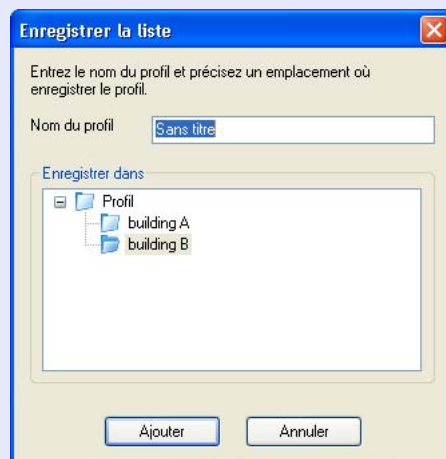 Enregistrer la liste
Entrez le nom du profil et précisez un emplacement où
enregistrer le profil.
Nom du profil
Sans titre
Enregistrer dans
Profil
building A
building B
Ajouter
Annuler